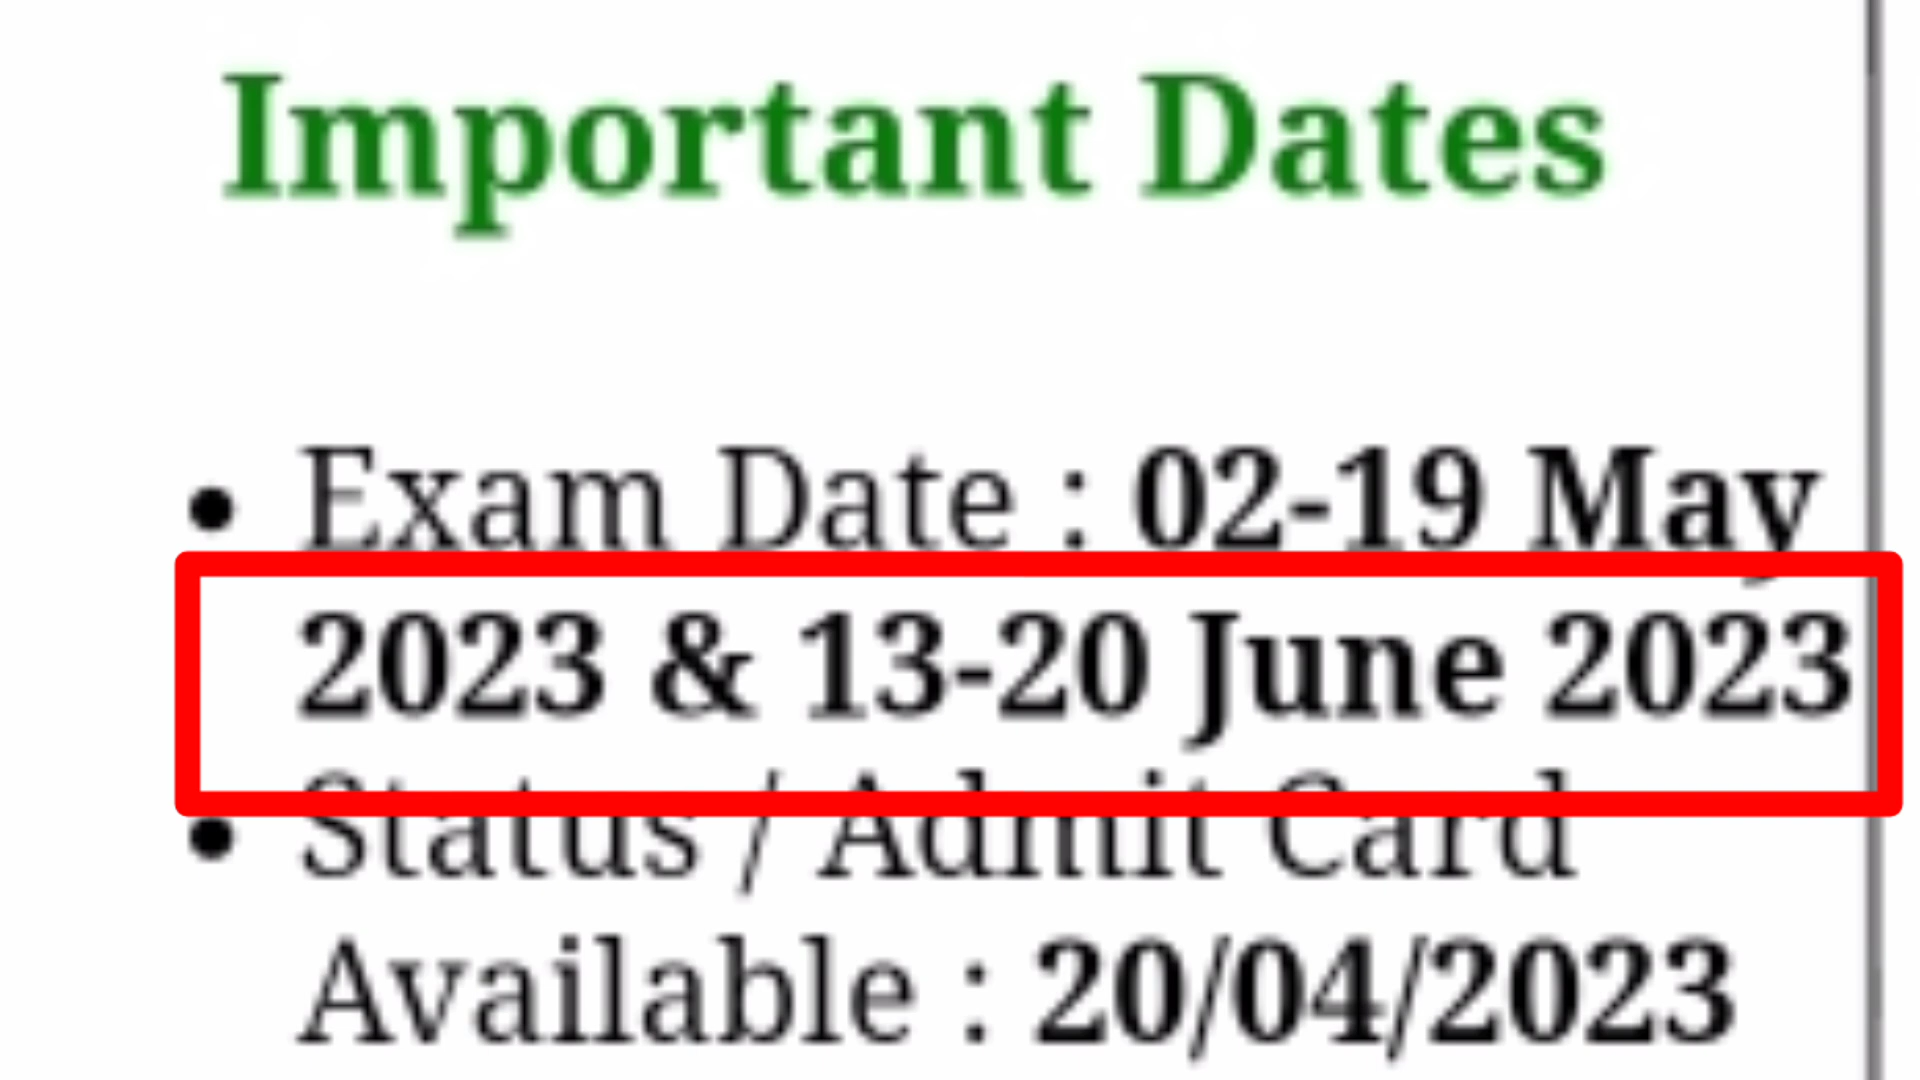 Important Dates
• Exam Date : 02-19 May
2023 & 13-20 June 2023
• Status / Admit Card
Available : 20/04/2023